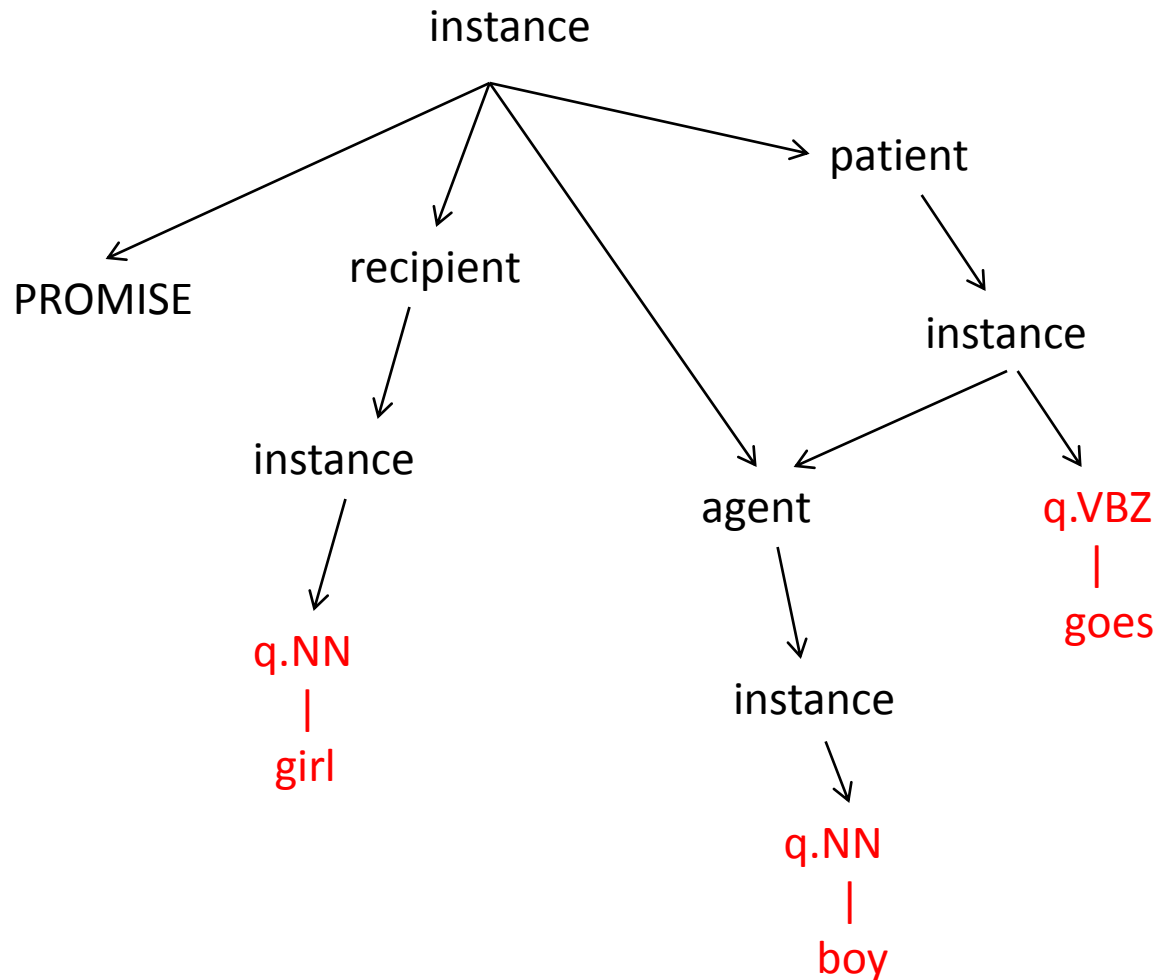 instance
patient
recipient
PROMISE
instance
instance
agent
q.VBZ
goes
q.NN
girl
instance
q.NN
boy